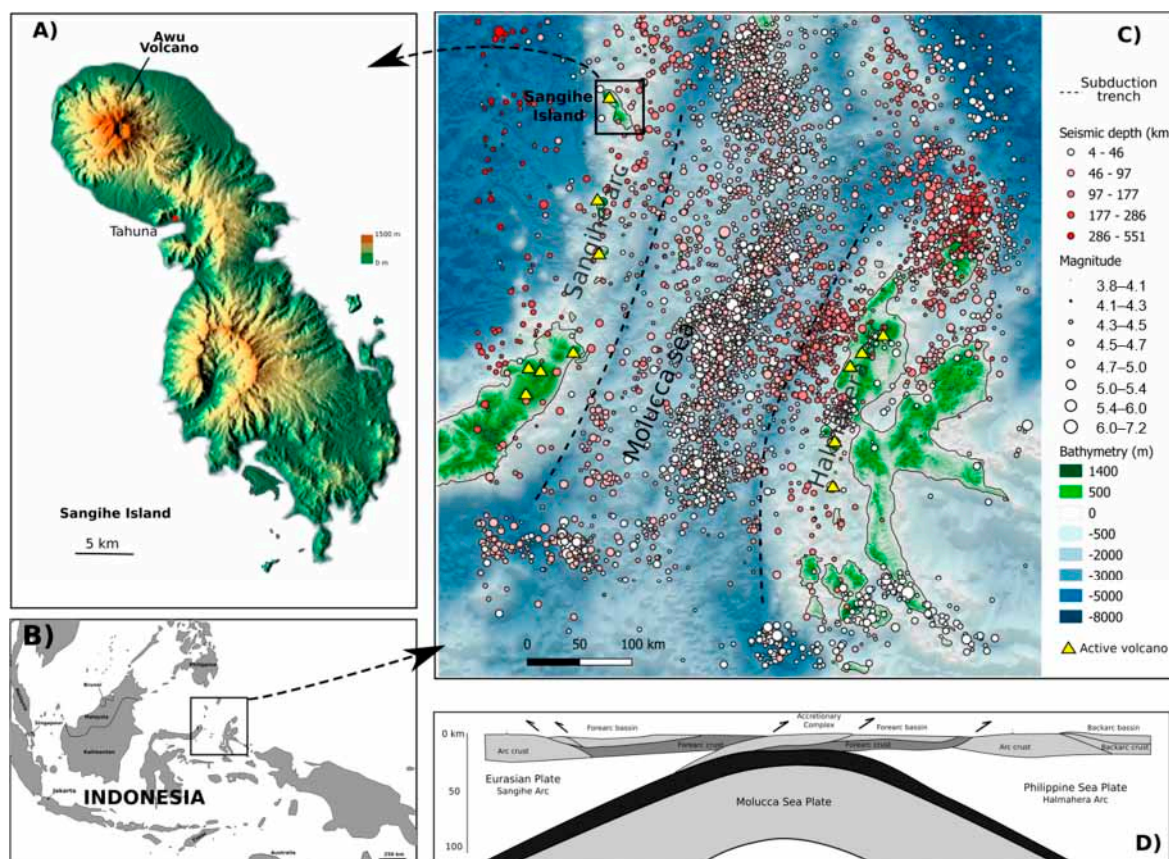 A)
Awu
Volcano
Tahuna
1500 m
0 m
Sangihe Island
5 km
B)
Philippines
Brunei
Malaysia
Singapour
Kalimantan
Jakarta
INDONESIA
Timor
Australia
250 km
C)
Sangihe
Island
Sangihe arc
Molucca sea
Hal
0 50 100 km
Subduction
trench
Seismic depth (km
4 - 46
46 - 97
97 - 177
177 - 286
286 - 551
Magnitude
3.8–4.1
4.1–4.3
4.3–4.5
4.5–4.7
4.7–5.0
5.0–5.4
5.4–6.0
6.0–7.2
Bathymetry (m)
1400
500
0
-500
-2000
-3000
-5000
-8000
Active volcano
Accretionary
Complex
Forearc bassin
Forearc bassin
Backarc bassin
0 km
Arc crust
Forearc crust
Forearc crust
Arc crust
Backarc crust
Eurasian Plate
Sangihe Arc
Philippine Sea Plate
Halmahera Arc
50
Molucca Sea Plate
100
D)